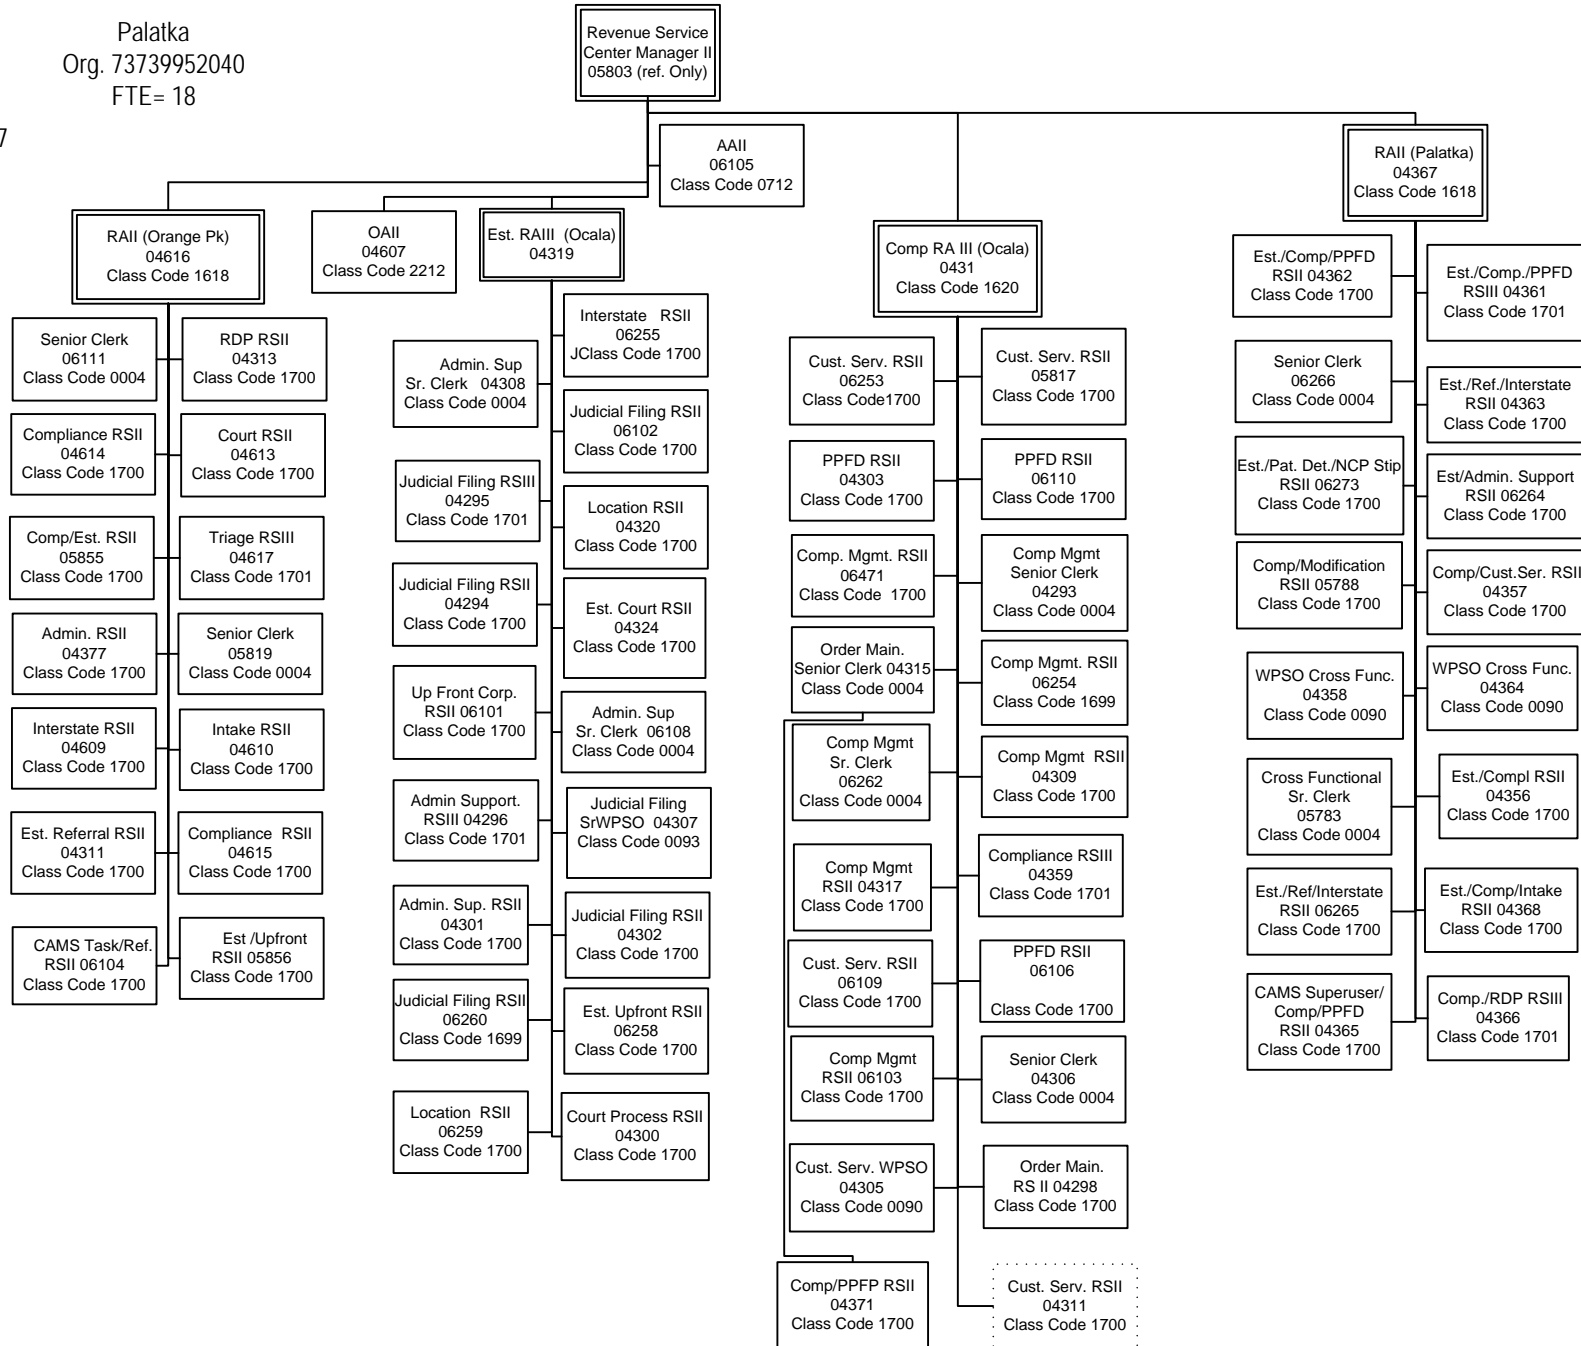 Palatka
Org. 73739952040
FTE= 18
7
Revenue Service
Center Manager II
05803 (ref. Only)
AAII
06105
Class Code 0712
RAII (Orange Pk)
04616
Class Code 1618
OAII
04607
Class Code 2212
Est. RAIII (Ocala)
04319
Comp RA III (Ocala)
0431
Class Code 1620
RAII (Palatka)
04367
Class Code 1618
Senior Clerk
06111
Class Code 0004
RDP RSII
04313
Class Code 1700
Compliance RSII
04614
Class Code 1700
Court RSII
04613
Class Code 1700
Comp/Est. RSII
05855
Class Code 1700
Triage RSIII
04617
Class Code 1701
Admin. RSII
04377
Class Code 1700
Senior Clerk
05819
Class Code 0004
Interstate RSII
04609
Class Code 1700
Intake RSII
04610
Class Code 1700
Est. Referral RSII
04311
Class Code 1700
Compliance RSII
04615
Class Code 1700
CAMS Task/Ref.
RSII 06104
Class Code 1700
Est /Upfront
RSII 05856
Class Code 1700
Interstate RSII
06255
JClass Code 1700
Admin. Sup
Sr. Clerk 04308
Class Code 0004
Judicial Filing RSII
06102
Class Code 1700
Judicial Filing RSIII
04295
Class Code 1701
Location RSII
04320
Class Code 1700
Judicial Filing RSII
04294
Class Code 1700
Est. Court RSII
04324
Class Code 1700
Up Front Corp.
RSII 06101
Class Code 1700
Admin. Sup
Sr. Clerk 06108
Class Code 0004
Admin Support.
RSIII 04296
Class Code 1701
Judicial Filing
SrWPSO 04307
Class Code 0093
Admin. Sup. RSII
04301
Class Code 1700
Judicial Filing RSII
04302
Class Code 1700
Judicial Filing RSII
06260
Class Code 1699
Est. Upfront RSII
06258
Class Code 1700
Location RSII
06259
Class Code 1700
Court Process RSII
04300
Class Code 1700
Cust. Serv. RSII
06253
Class Code1700
Cust. Serv. RSII
05817
Class Code 1700
PPFD RSII
04303
Class Code 1700
PPFD RSII
06110
Class Code 1700
Comp. Mgmt. RSII
06471
Class Code 1700
Comp Mgmt
Senior Clerk
04293
Class Code 0004
Order Main.
Senior Clerk 04315
Class Code 0004
Comp Mgmt. RSII
06254
Class Code 1699
Comp Mgmt
Sr. Clerk
06262
Class Code 0004
Comp Mgmt RSII
04309
Class Code 1700
Comp Mgmt
RSII 04317
Class Code 1700
Compliance RSIII
04359
Class Code 1701
Cust. Serv. RSII
06109
Class Code 1700
PPFD RSII
06106
Class Code 1700
Comp Mgmt
RSII 06103
Class Code 1700
Senior Clerk
04306
Class Code 0004
Cust. Serv. WPSO
04305
Class Code 0090
Order Main.
RS II 04298
Class Code 1700
Comp/PPFP RSII
04371
Class Code 1700
Cust. Serv. RSII
04311
Class Code 1700
Est./Comp/PPFD
RSII 04362
Class Code 1700
Est./Comp./PPFD
RSIII 04361
Class Code 1701
Senior Clerk
06266
Class Code 0004
Est./Ref./Interstate
RSII 04363
Class Code 1700
Est./Pat. Det./NCP Stip
RSII 06273
Class Code 1700
Est/Admin. Support
RSII 06264
Class Code 1700
Comp/Modification
RSII 05788
Class Code 1700
Comp/Cust.Ser. RSII
04357
Class Code 1700
WPSO Cross Func.
04358
Class Code 0090
WPSO Cross Func.
04364
Class Code 0090
Cross Functional
Sr. Clerk
05783
Class Code 0004
Est./Compl RSII
04356
Class Code 1700
Est./Ref/Interstate
RSII 06265
Class Code 1700
Est./Comp/Intake
RSII 04368
Class Code 1700
CAMS Superuser/
Comp/PPFD
RSII 04365
Class Code 1700
Comp./RDP RSIII
04366
Class Code 1701